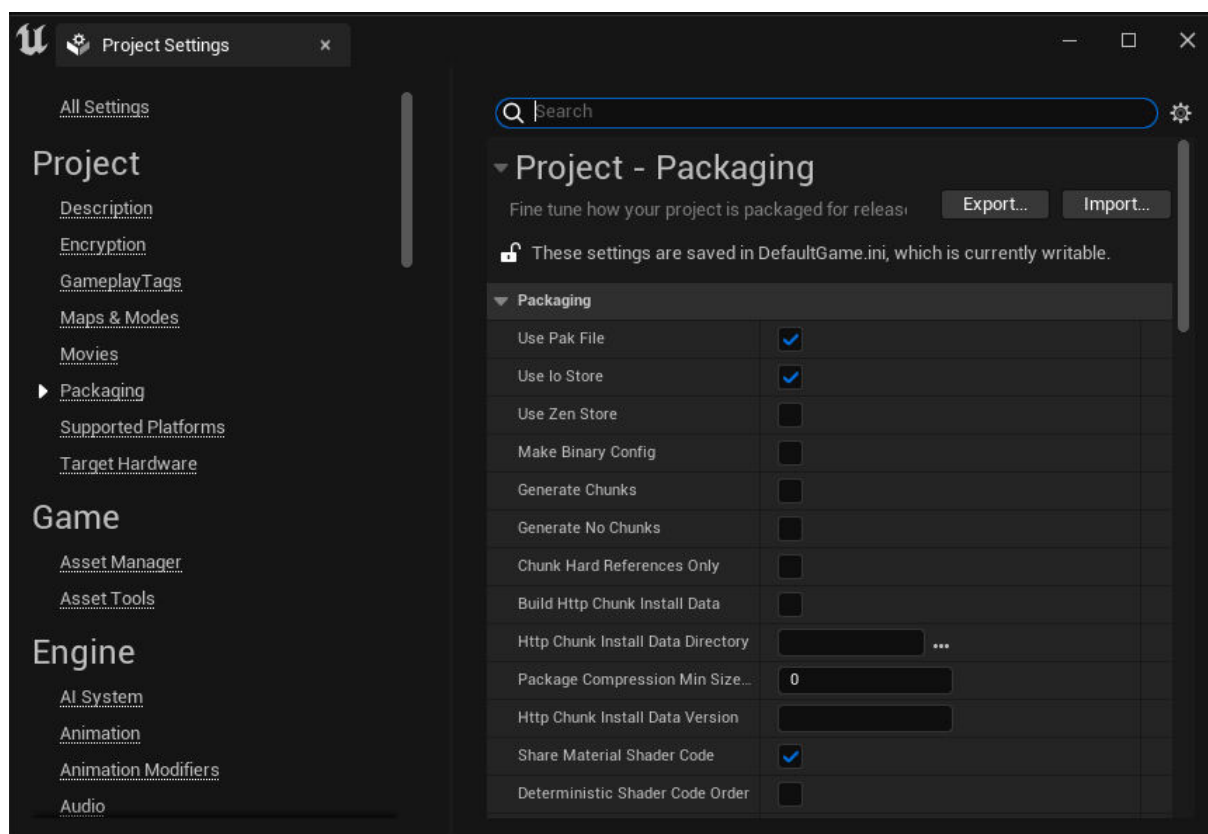 Project Settings
All Settings
Project
Description
Encryption
GameplayTags
Maps & Modes
Movies
Packaging
Supported Platforms
Target Hardware
Game
Asset Manager
Asset Tools
Engine
AI System
Animation
Animation Modifiers
Audio
Search
Project - Packaging
Fine tune how your project is packaged for release
Export...
Import...
These settings are saved in DefaultGame.ini, which is currently writable.
Packaging
Use Pak File
Use Io Store
Use Zen Store
Make Binary Config
Generate Chunks
Generate No Chunks
Chunk Hard References Only
Build Http Chunk Install Data
Http Chunk Install Data Directory
Package Compression Min Size... 0
Http Chunk Install Data Version
Share Material Shader Code
Deterministic Shader Code Order